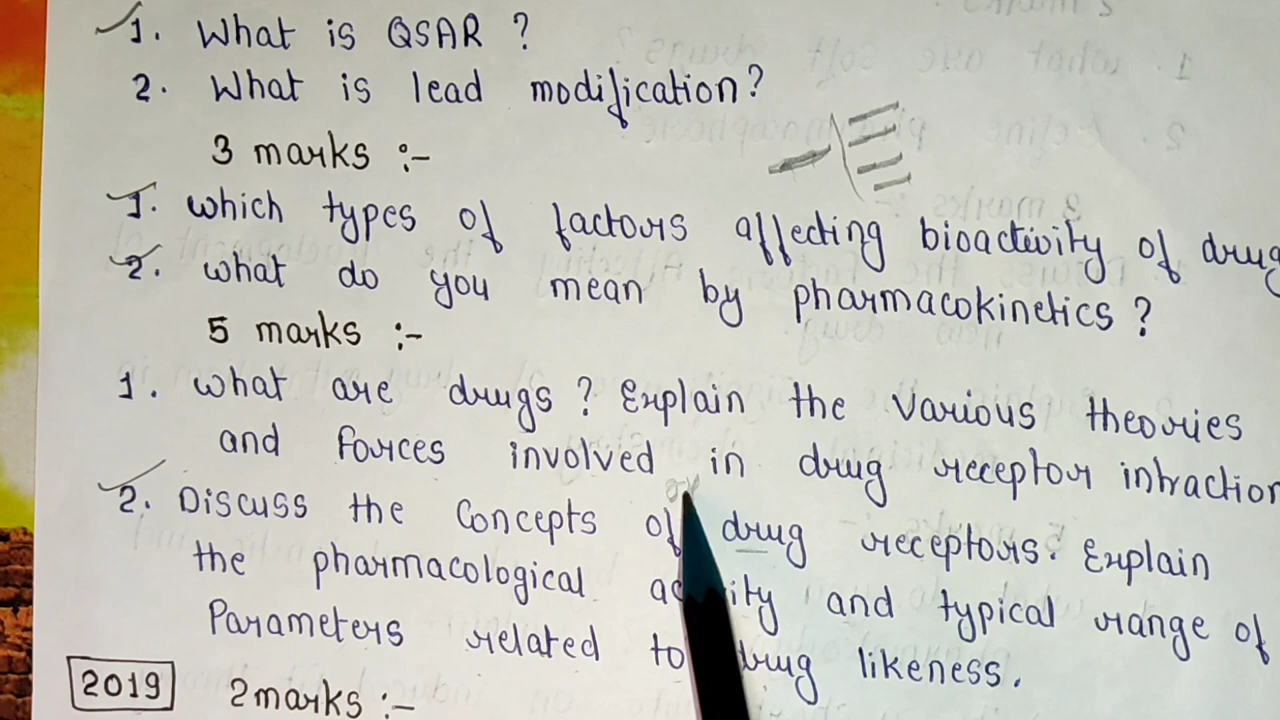 1. What is QSAR ?
2. What is lead modification?
3 marks :-
1. which types of factors affecting bioactivity of drug
2. what do you mean by pharmacokinetics ?
5 marks :-
1. what are drugs ? Explain the various theories
and forces involved in drug receptor intraction
or
2. Discuss the Concepts of drug receptors. Explain
the pharmacological and typical range of
Parameters related to drug likeness.
2019 2marks :-